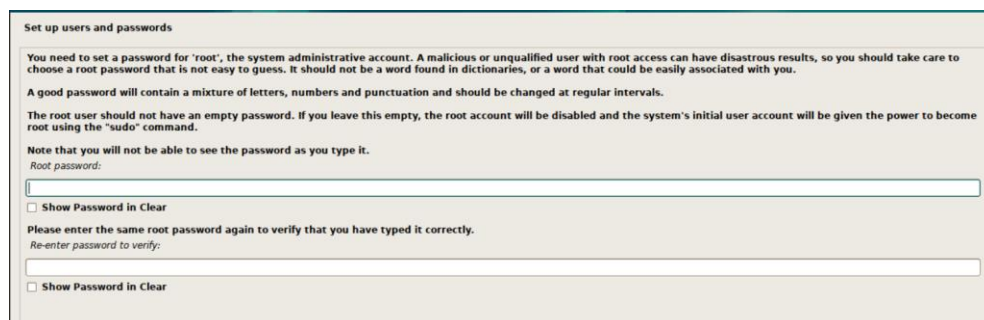 Set up users and passwords
You need to set a password for 'root', the system administrative account. A malicious or unqualified user with root access can have disastrous results, so you should take care to
choose a root password that is not easy to guess. It should not be a word found in dictionaries, or a word that could be easily associated with you.
A good password will contain a mixture of letters, numbers and punctuation and should be changed at regular intervals.
The root user should not have an empty password. If you leave this empty, the root account will be disabled and the system's initial user account will be given the power to become
root using the "sudo" command.
Note that you will not be able to see the password as you type it.
Root password:
Show Password in Clear
Please enter the same root password again to verify that you have typed it correctly.
Re-enter password to verify:
Show Password in Clear